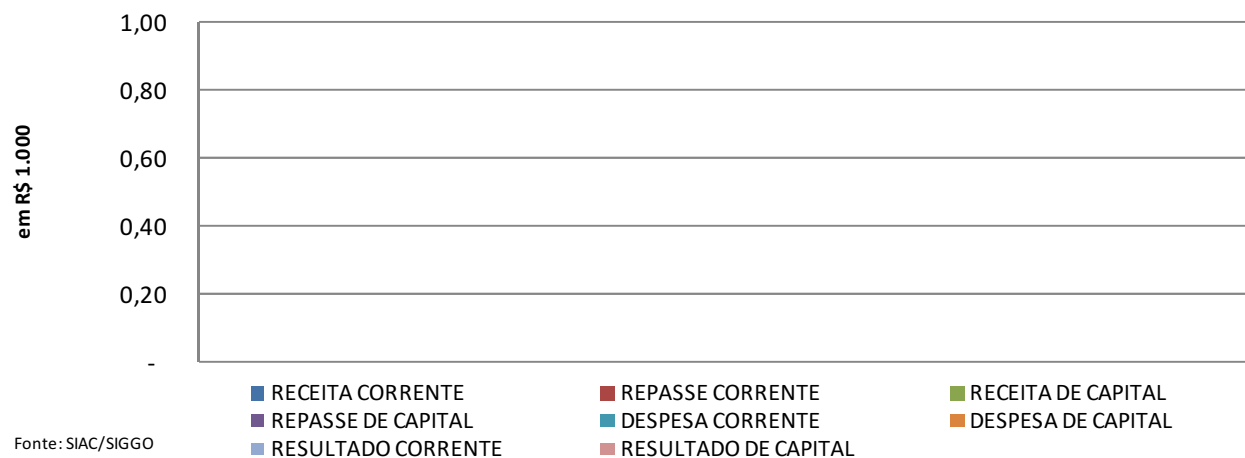 1,00
0,80
0,60
0,40
0,20
-
em R$ 1.000
RECEITA CORRENTE REPASSE CORRENTE RECEITA DE CAPITAL
REPASSE DE CAPITAL DESPESA CORRENTE DESPESA DE CAPITAL
RESULTADO CORRENTE RESULTADO DE CAPITAL
Fonte: SIAC/SIGGO